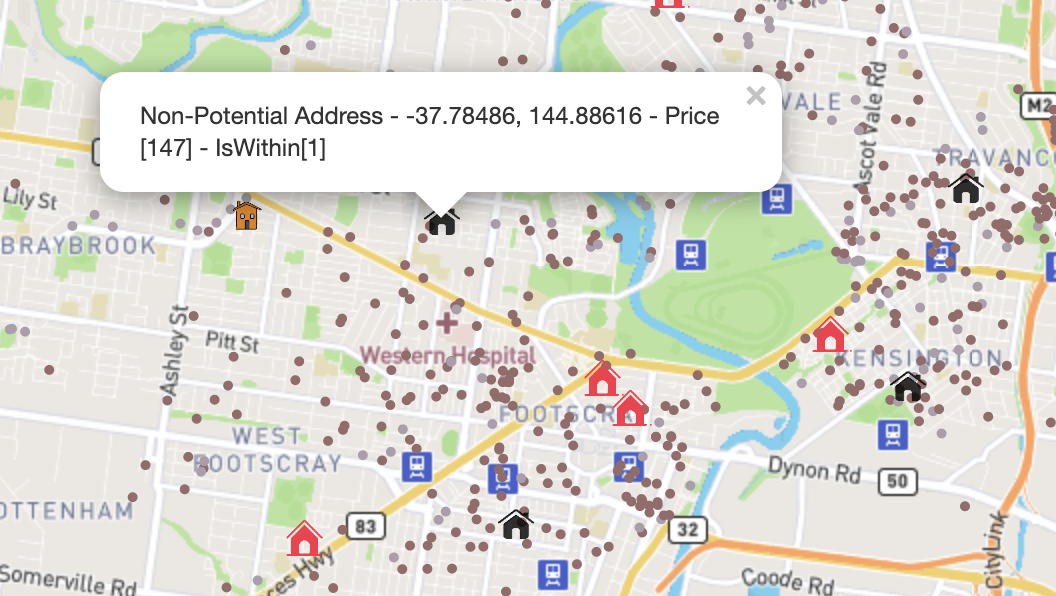 Non-Potential Address - -37.78486, 144.88616 - Price
[147] - IsWithin[1]
×
VALE
M2
Ascot Vale Rd
TRAVANC
Lily St
BRAYBROOK
Ashley St
Pitt St
Western Hospital
KENSINGTON
FOOTSCRA
WEST
FOOTSCRAY
Dynon Rd
50
OTTENHAM
83
32
CityLink
Somerville Rd
ces Hwy
Coode Rd